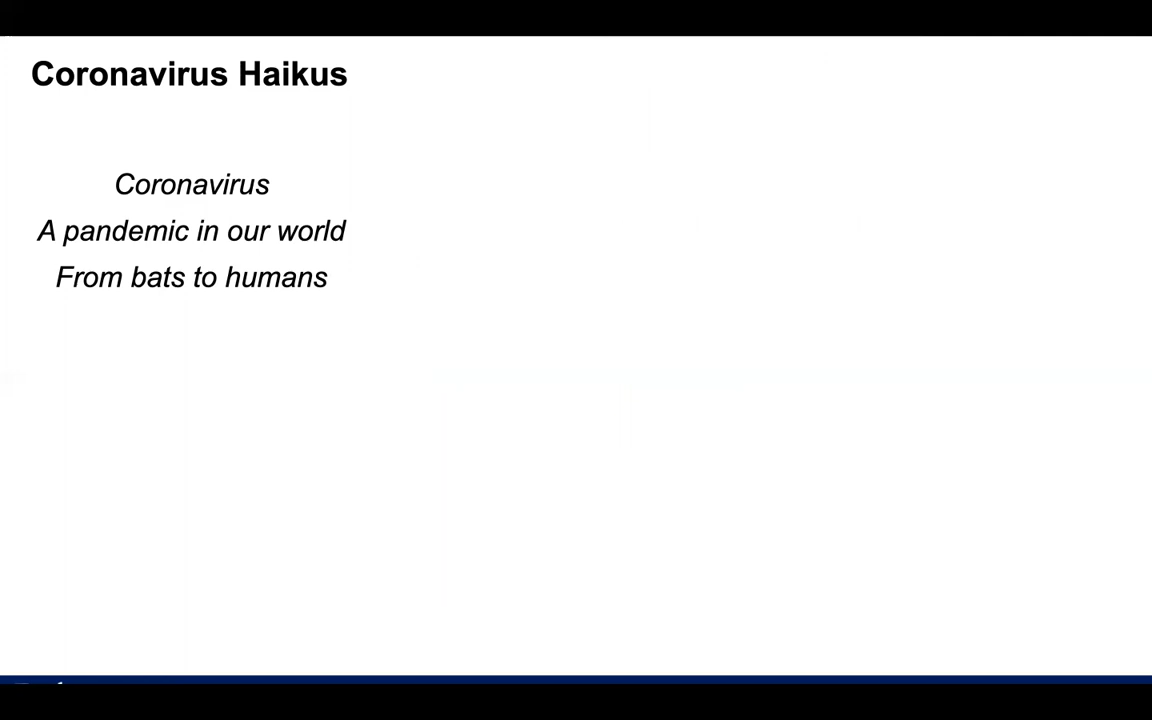 Coronavirus Haikus
Coronavirus
A pandemic in our world
From bats to humans